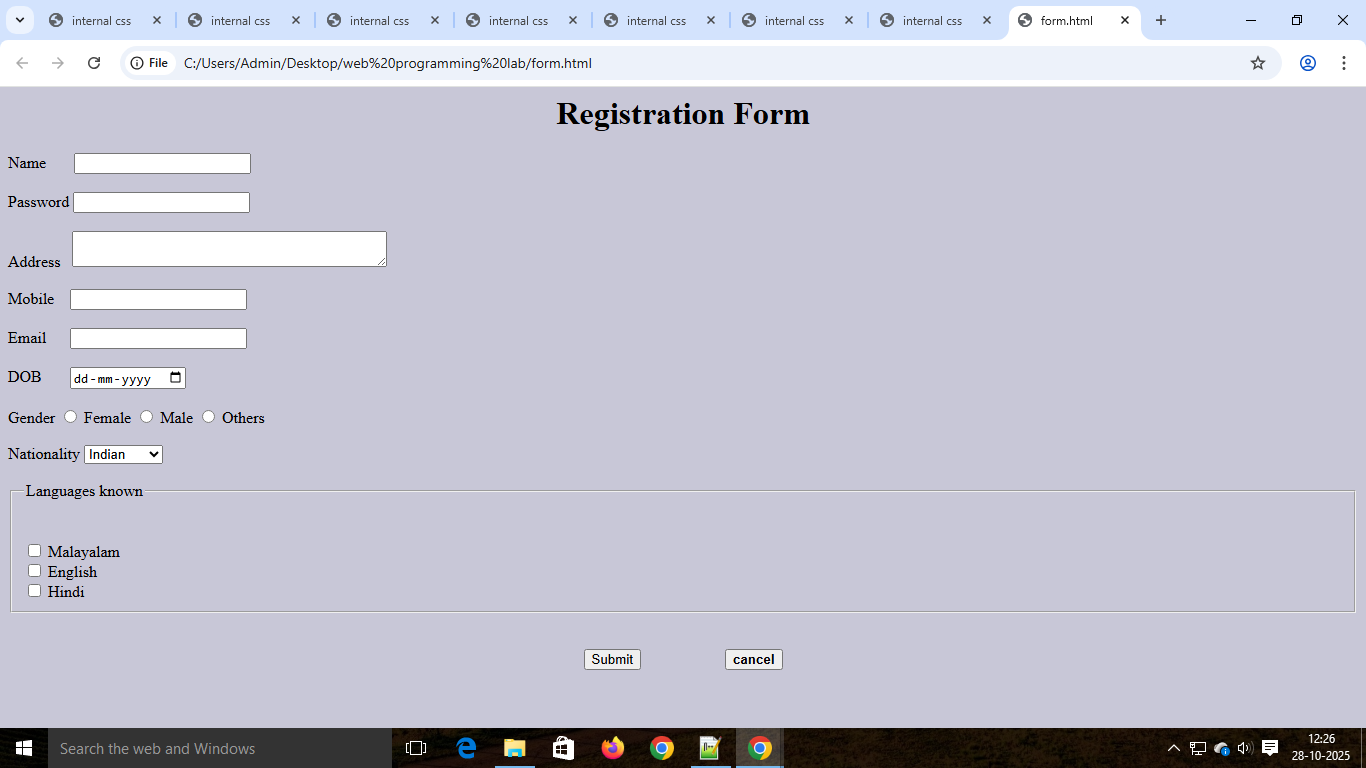 internal css internal css internal css internal css internal css internal css internal css form.html
File C:/Users/Admin/Desktop/web%20programming%20lab/form.html
Registration Form
Name
Password
Address
Mobile
Email
DOB dd-mm-yyyy
Gender Female Male Others
Nationality Indian
Languages known
Malayalam
English
Hindi
Submit cancel
Search the web and Windows
12:26
28-10-2025